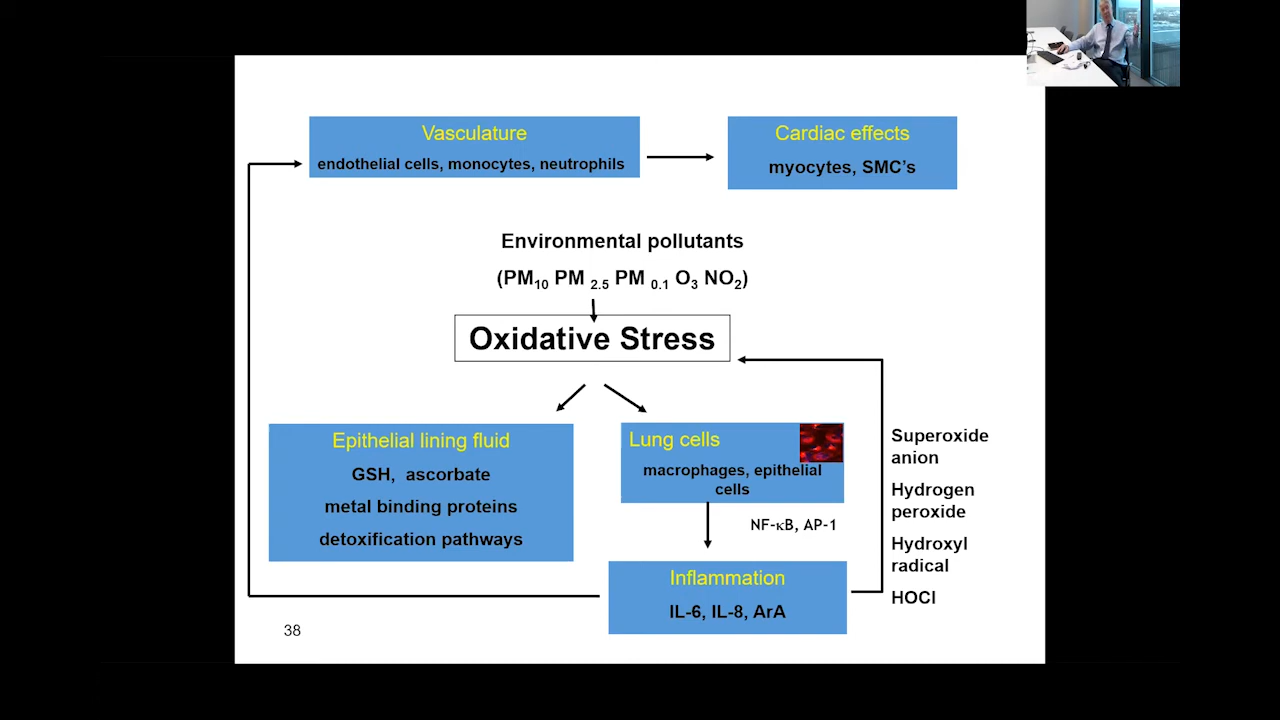 Vasculature
endothelial cells, monocytes, neutrophils
Cardiac effects
myocytes, SMC's
Environmental pollutants
(PM10 PM 2.5 PM 0.1 O3 NO2)
Oxidative Stress
Epithelial lining fluid
GSH, ascorbate
metal binding proteins
detoxification pathways
Lung cells
macrophages, epithelial
cells
NF-κB, AP-1
Inflammation
IL-6, IL-8, ArA
Superoxide
anion
Hydrogen
peroxide
Hydroxyl
radical
HOCl
38